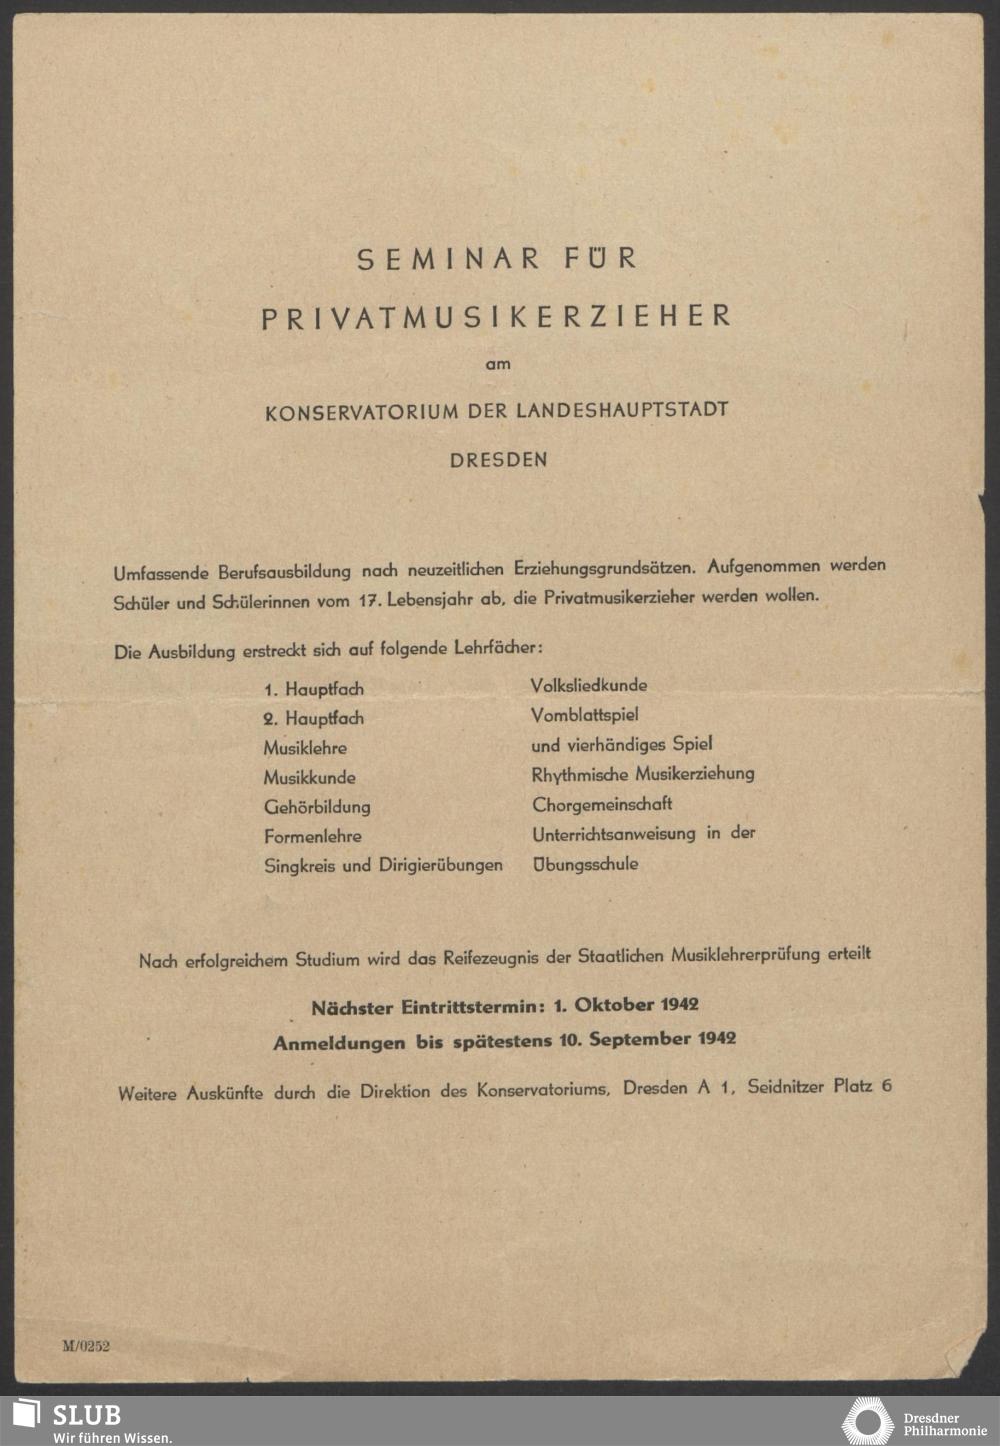 SEMINAR FÜR
PRIVATMUSIKERZIEHER
am
KONSERVATORIUM DER LANDESHAUPTSTADT
DRESDEN
Umfassende Berufsausbildung nach neuzeitlichen Erziehungsgrundsätzen. Aufgenommen werden
Schüler und Schülerinnen vom 17. Lebensjahr ab, die Privatmusikerzieher werden wollen.
Die Ausbildung erstreckt sich auf folgende Lehrfächer:
1. Hauptfach
2. Hauptfach
Musiklehre
Musikkunde
Gehörbildung
Formenlehre
Singkreis und Dirigierübungen
Volksliedkunde
Vomblattspiel
und vierhändiges Spiel
Rhythmische Musikerziehung
Chorgemeinschaft
Unterrichtsanweisung in der
Übungsschule
Nach erfolgreichem Studium wird das Reifezeugnis der Staatlichen Musiklehrerprüfung erteilt
Nächster Eintrittstermin: 1. Oktober 1942
Anmeldungen bis spätestens 10. September 1942
Weitere Auskünfte durch die Direktion des Konservatoriums, Dresden A 1, Seidnitzer Platz 6
M/0252
SLUB
Wir führen Wissen.
Dresdner
Philharmonie